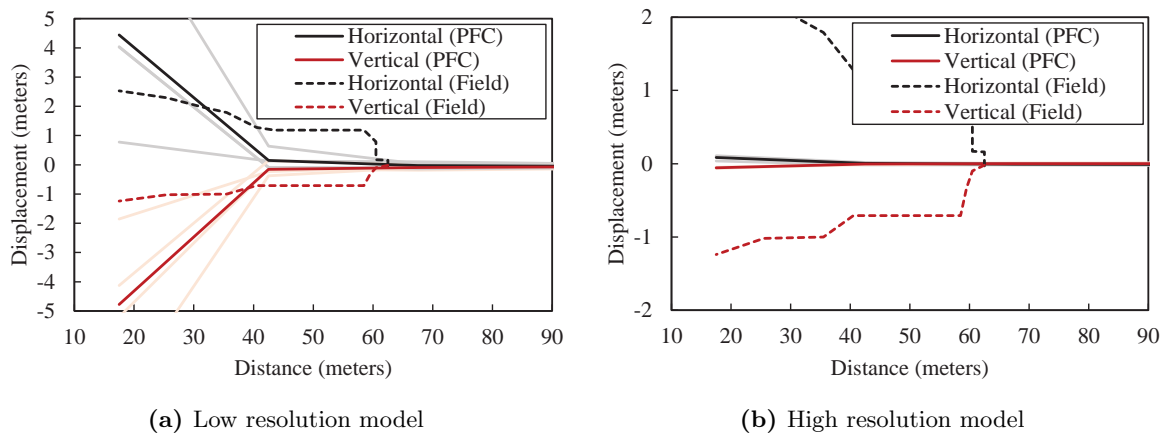 5
4
3
2
1
0
-1
-2
-3
-4
-5
Displacement (meters)
10 20 30 40 50 60 70 80 90
Distance (meters)
Horizontal (PFC)
Vertical (PFC)
Horizontal (Field)
Vertical (Field)
(a) Low resolution model
2
1
0
-1
-2
Displacement (meters)
10 20 30 40 50 60 70 80 90
Distance (meters)
Horizontal (PFC)
Vertical (PFC)
Horizontal (Field)
Vertical (Field)
(b) High resolution model